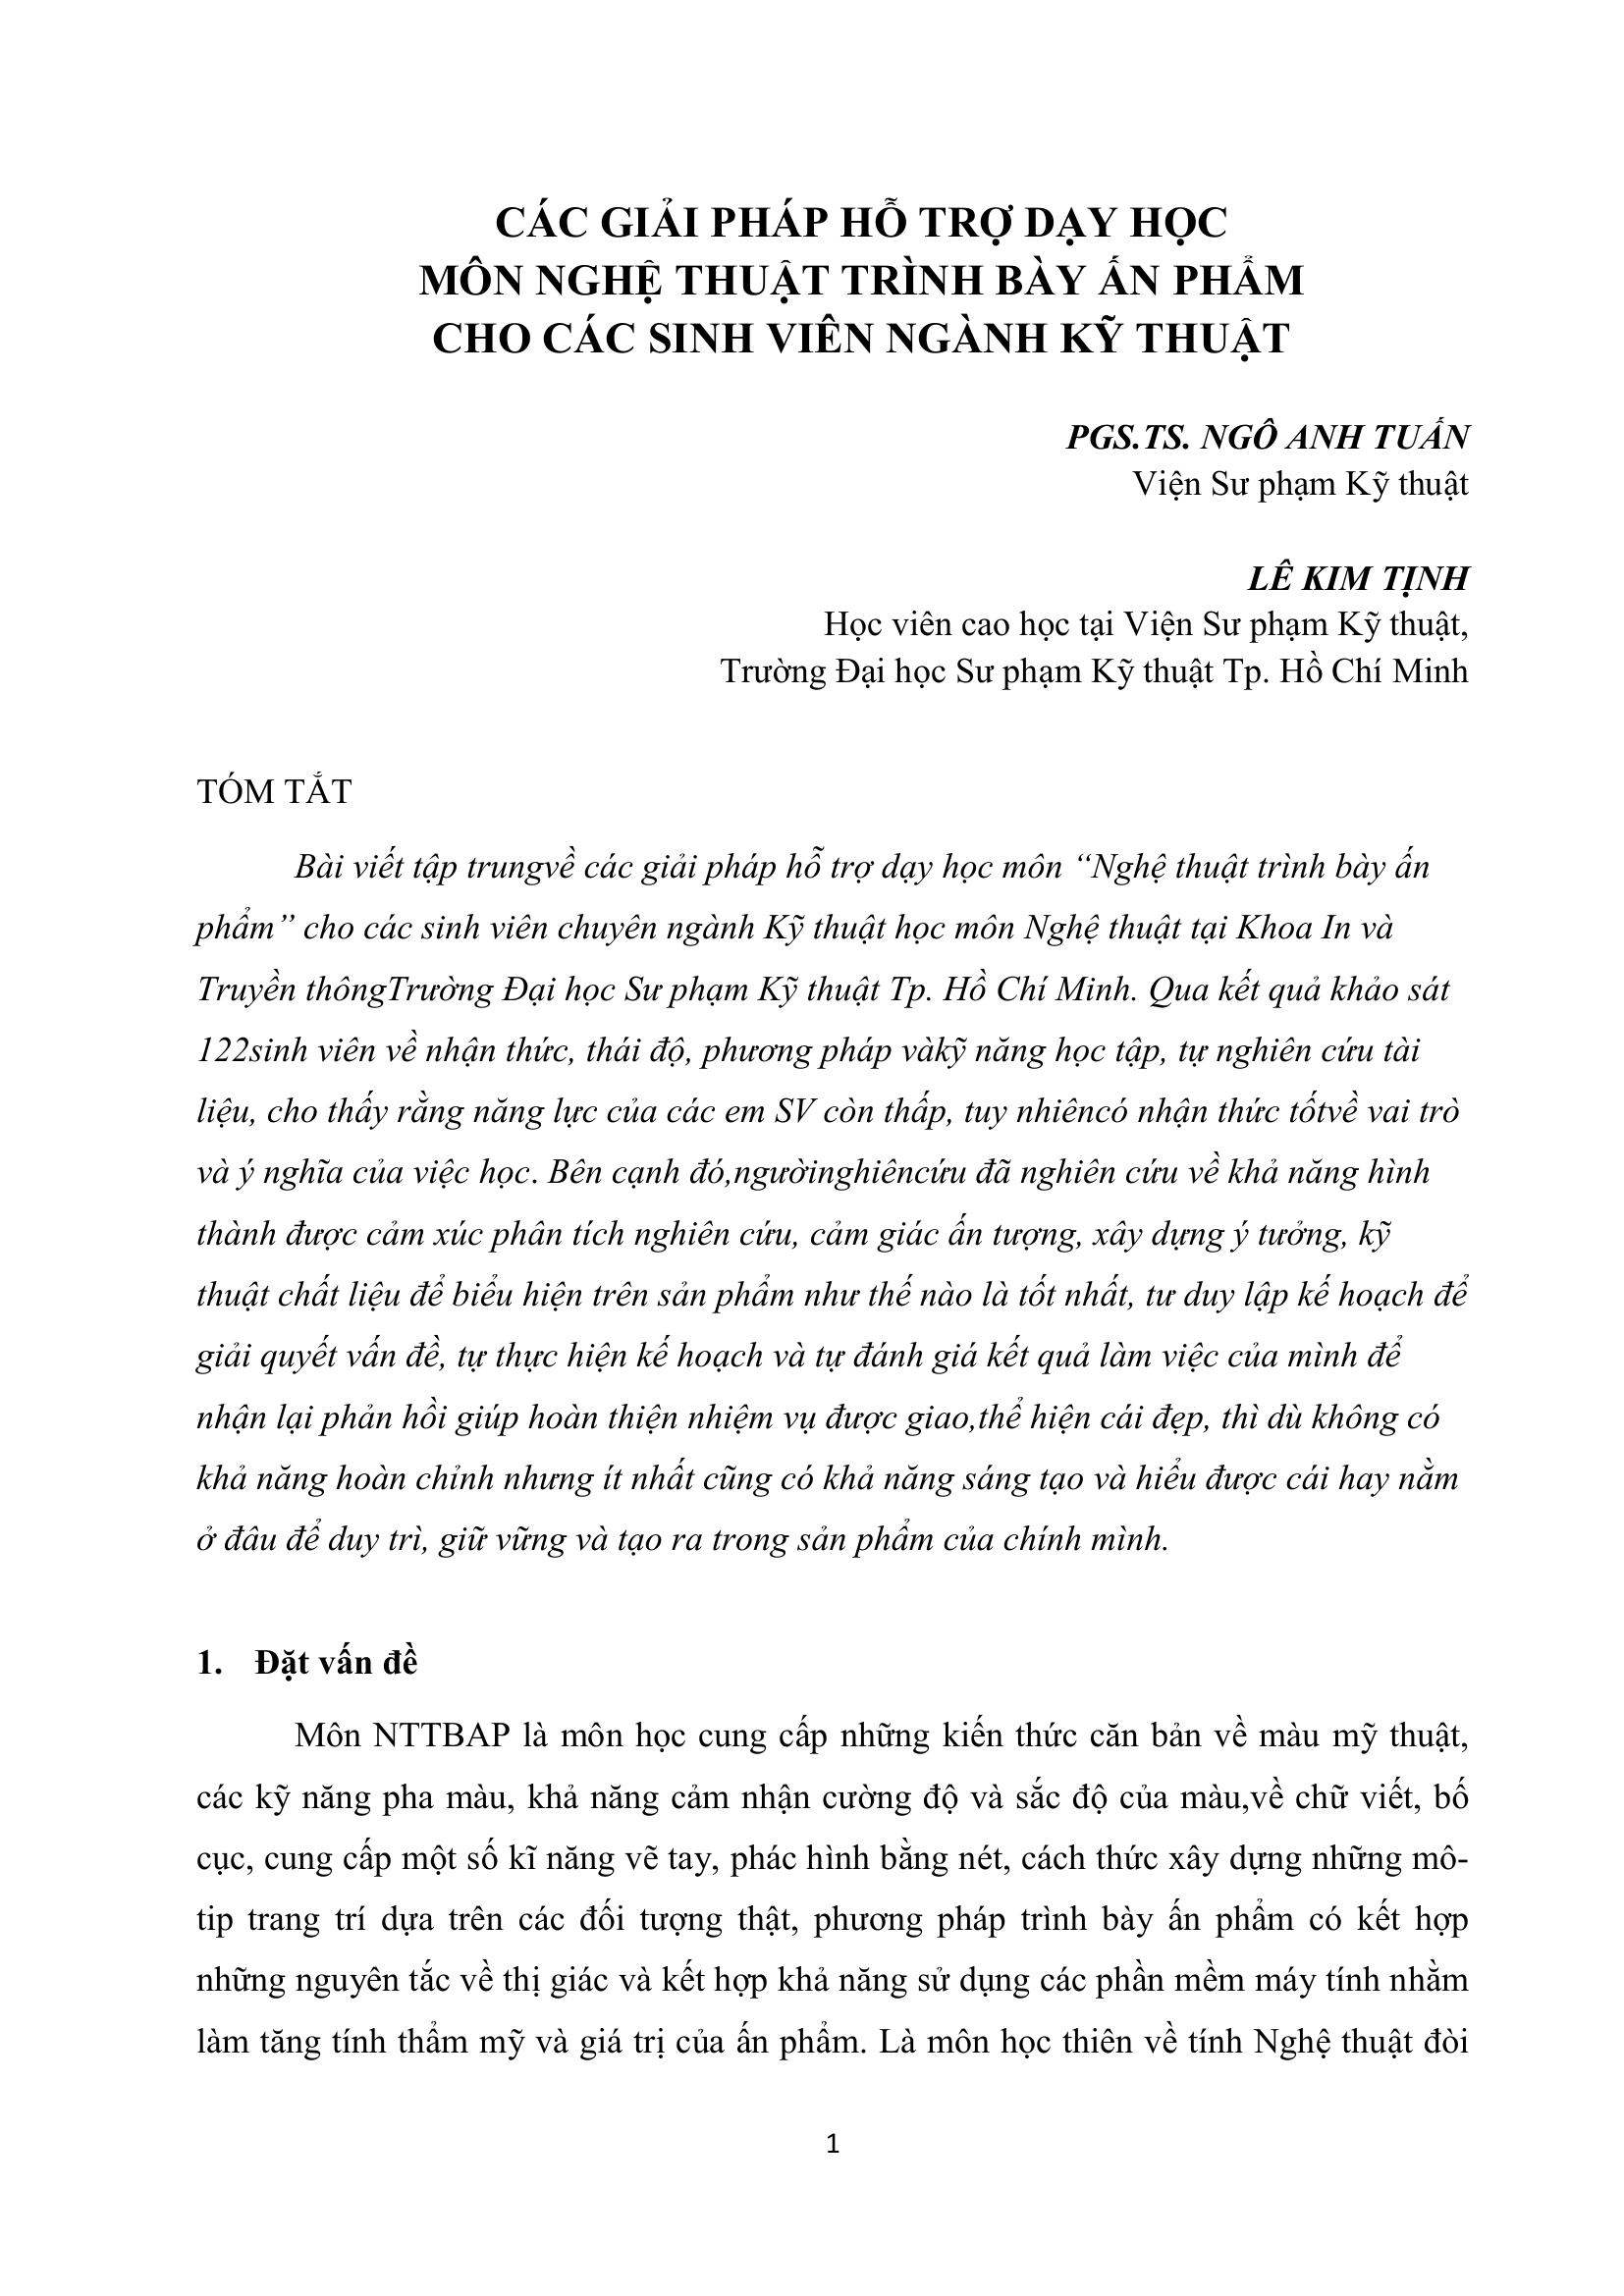 CÁC GIẢI PHÁP HỖ TRỢ DẠY HỌC
MÔN NGHỆ THUẬT TRÌNH BÀY ẤN PHẨM
CHO CÁC SINH VIÊN NGÀNH KỸ THUẬT
PGS.TS. NGÔ ANH TUẤN
Viện Sư phạm Kỹ thuật
LÊ KIM TỊNH
Học viên cao học tại Viện Sư phạm Kỹ thuật,
Trường Đại học Sư phạm Kỹ thuật Tp. Hồ Chí Minh
TÓM TẮT
Bài viết tập trungvề các giải pháp hỗ trợ dạy học môn “Nghệ thuật trình bày ấn
phẩm” cho các sinh viên chuyên ngành Kỹ thuật học môn Nghệ thuật tại Khoa In và
Truyền thôngTrường Đại học Sư phạm Kỹ thuật Tp. Hồ Chí Minh. Qua kết quả khảo sát
122sinh viên về nhận thức, thái độ, phương pháp vàkỹ năng học tập, tự nghiên cứu tài
liệu, cho thấy rằng năng lực của các em SV còn thấp, tuy nhiêncó nhận thức tốtvề vai trò
và ý nghĩa của việc học. Bên cạnh đó,ngườinghiêncứu đã nghiên cứu về khả năng hình
thành được cảm xúc phân tích nghiên cứu, cảm giác ấn tượng, xây dựng ý tưởng, kỹ
thuật chất liệu để biểu hiện trên sản phẩm như thế nào là tốt nhất, tư duy lập kế hoạch để
giải quyết vấn đề, tự thực hiện kế hoạch và tự đánh giá kết quả làm việc của mình để
nhận lại phản hồi giúp hoàn thiện nhiệm vụ được giao,thể hiện cái đẹp, thì dù không có
khả năng hoàn chỉnh nhưng ít nhất cũng có khả năng sáng tạo và hiểu được cái hay nằm
ở đâu để duy trì, giữ vững và tạo ra trong sản phẩm của chính mình.
1. Đặt vấn đề
Môn NTTBAP là môn học cung cấp những kiến thức căn bản về màu mỹ thuật,
các kỹ năng pha màu, khả năng cảm nhận cường độ và sắc độ của màu,về chữ viết, bố
cục, cung cấp một số kĩ năng vẽ tay, phác hình bằng nét, cách thức xây dựng những mô-
tip trang trí dựa trên các đối tượng thật, phương pháp trình bày ấn phẩm có kết hợp
những nguyên tắc về thị giác và kết hợp khả năng sử dụng các phần mềm máy tính nhằm
làm tăng tính thẩm mỹ và giá trị của ấn phẩm. Là môn học thiên về tính Nghệ thuật đòi
1